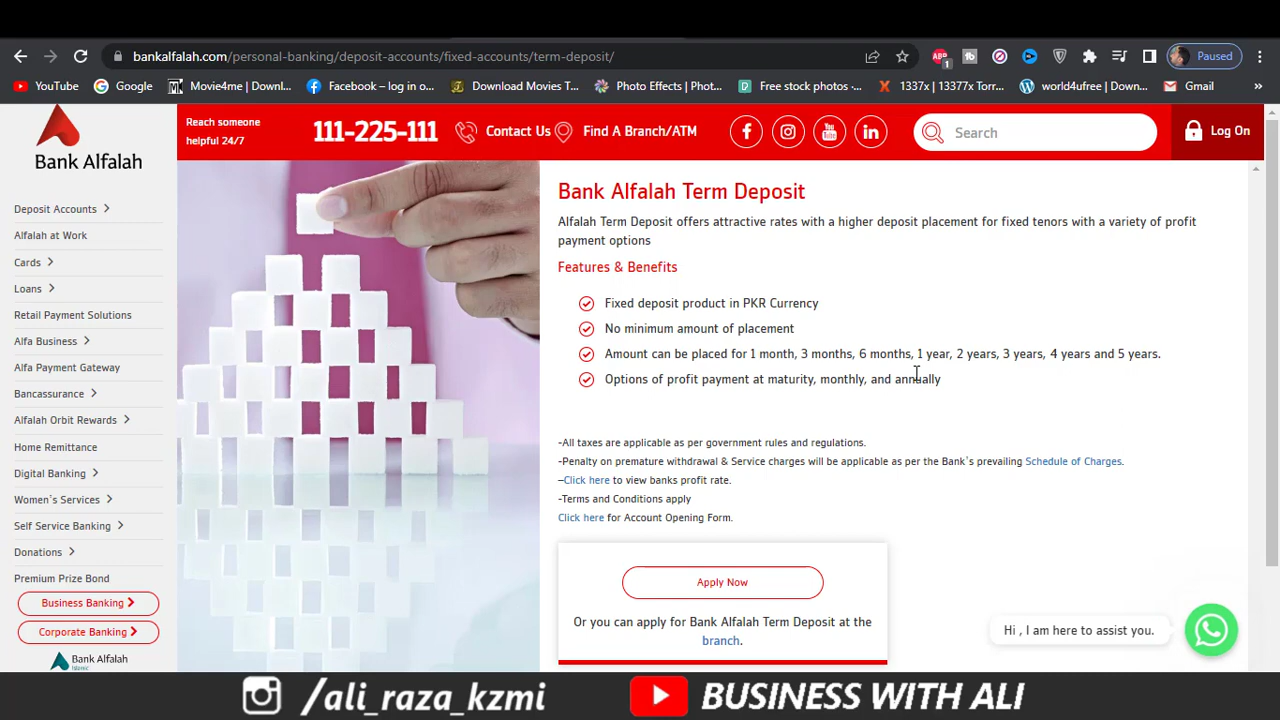 bankalfalah.com/personal-banking/deposit-accounts/fixed-accounts/term-deposit/
ABP
1
Paused
YouTube
Google
Movie4me | Downl...
Facebook – log in o...
Download Movies T...
Photo Effects | Phot...
Free stock photos ·...
1337x | 13377x Torr...
world4ufree | Down...
Gmail
»
Bank Alfalah
Reach someone
helpful 24/7
111-225-111
Contact Us
Find A Branch/ATM
Search
Log On
Deposit Accounts
Alfalah at Work
Cards
Loans
Retail Payment Solutions
Alfa Business
Alfa Payment Gateway
Bancassurance
Alfalah Orbit Rewards
Home Remittance
Digital Banking
Women's Services
Self Service Banking
Donations
Premium Prize Bond
Business Banking
Corporate Banking
Bank Alfalah
Islamic
Bank Alfalah Term Deposit
Alfalah Term Deposit offers attractive rates with a higher deposit placement for fixed tenors with a variety of profit
payment options
Features & Benefits
Fixed deposit product in PKR Currency
No minimum amount of placement
Amount can be placed for 1 month, 3 months, 6 months, 1 year, 2 years, 3 years, 4 years and 5 years.
Options of profit payment at maturity, monthly, and annually
-All taxes are applicable as per government rules and regulations.
-Penalty on premature withdrawal & Service charges will be applicable as per the Bank's prevailing Schedule of Charges.
–Click here to view banks profit rate.
-Terms and Conditions apply
Click here for Account Opening Form.
Apply Now
Or you can apply for Bank Alfalah Term Deposit at the
branch.
Hi , I am here to assist you.
/ali_raza_kzmi
BUSINESS WITH ALI